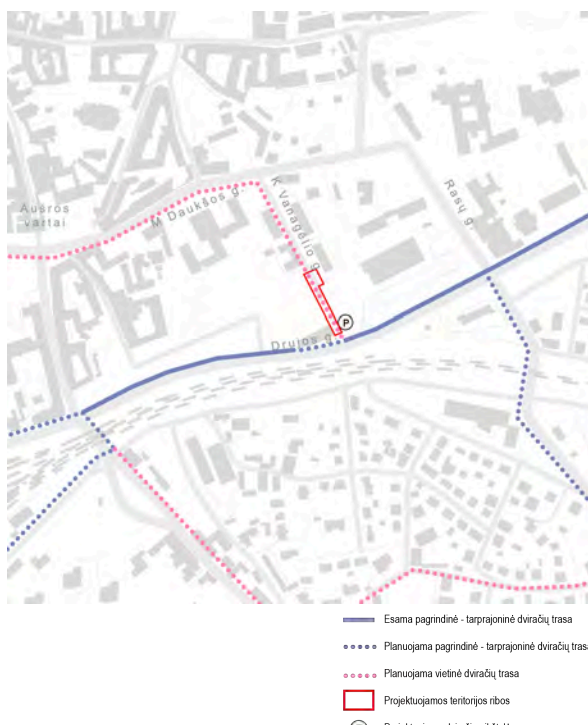 K Vanagėlio g.
M Daukšos g.
Rasų g.
Aušros
vartai
P
Drujos g.
Esama pagrindinė - tarprajoninė dviračių trasa
Planuojama pagrindinė - tarprajoninė dviračių trasa
Planuojama vietinė dviračių trasa
Projektuojamos teritorijos ribos